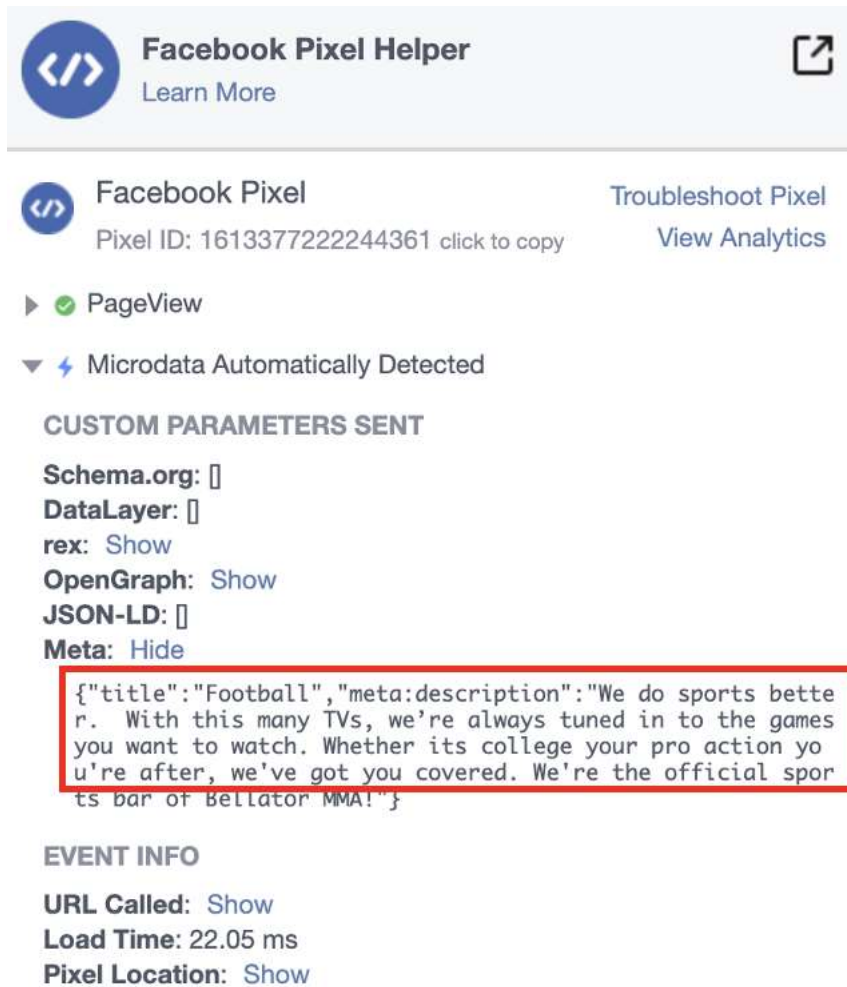 Facebook Pixel Helper
Learn More
Facebook Pixel
Troubleshoot Pixel
Pixel ID: 1613377222244361 click to copy
View Analytics
PageView
Microdata Automatically Detected
CUSTOM PARAMETERS SENT
Schema.org: []
DataLayer: []
rex: Show
OpenGraph: Show
JSON-LD: []
Meta: Hide
{"title":"Football","meta:description":"We do sports bette
r.  With this many TVs, we’re always tuned in to the games
you want to watch. Whether its college your pro action yo
u're after, we've got you covered. We're the official spor
ts bar of Bellator MMA!"}
EVENT INFO
URL Called: Show
Load Time: 22.05 ms
Pixel Location: Show